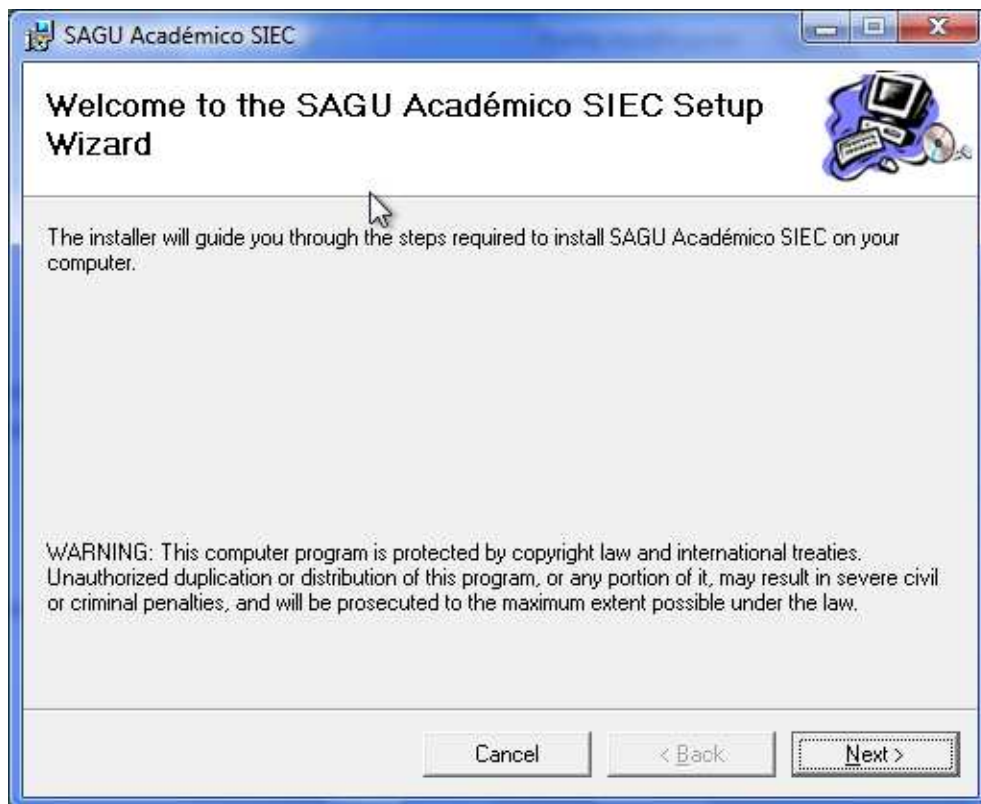 SAGU Académico SIEC
Welcome to the SAGU Académico SIEC Setup
Wizard
The installer will guide you through the steps required to install SAGU Académico SIEC on your
computer.
WARNING: This computer program is protected by copyright law and international treaties.
Unauthorized duplication or distribution of this program, or any portion of it, may result in severe civil
or criminal penalties, and will be prosecuted to the maximum extent possible under the law.
Cancel
< Back
Next >